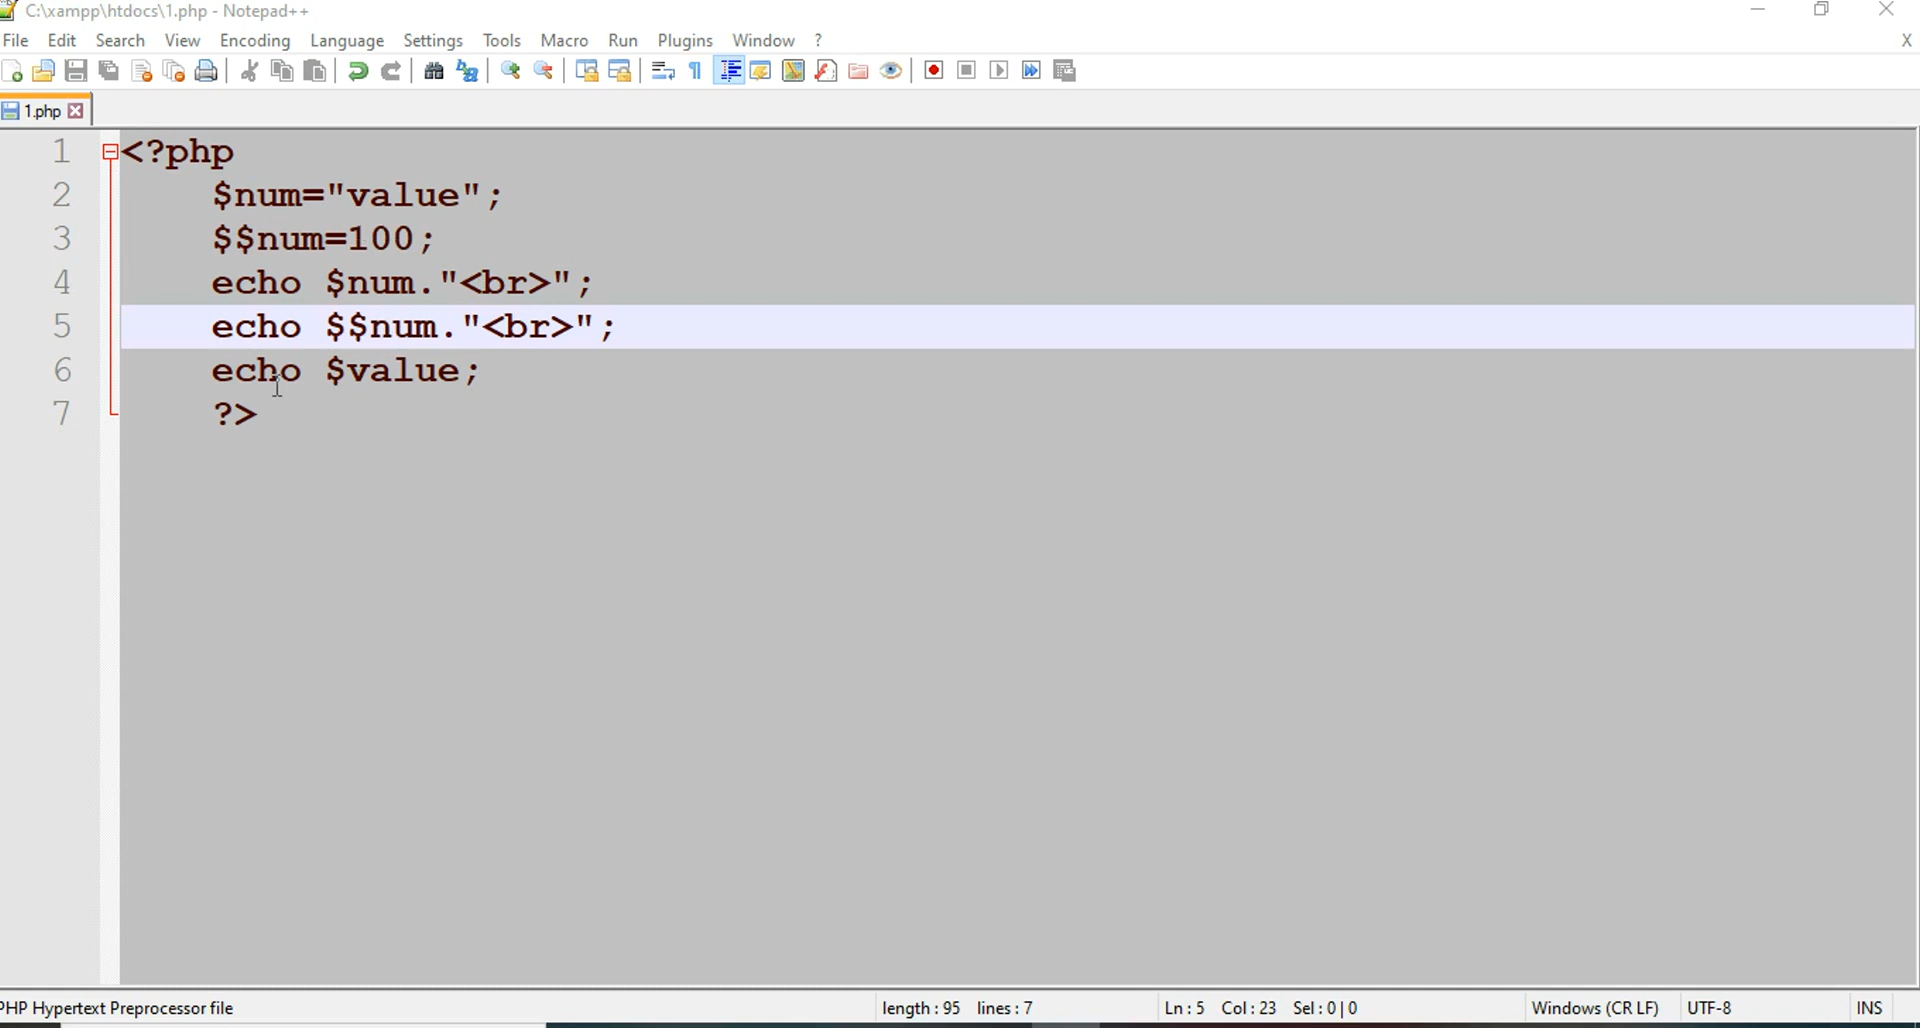 C:\xampp\htdocs\1.php - Notepad++
File Edit Search View Encoding Language Settings Tools Macro Run Plugins Window ? X
1.php
1 <?php
2 $num="value";
3 $$num=100;
4 echo $num."<br>";
5 echo $$num."<br>";
6 echo $value;
7 ?>
PHP Hypertext Preprocessor file length : 95 lines : 7 Ln : 5 Col : 23 Sel : 0 | 0 Windows (CR LF) UTF-8 INS